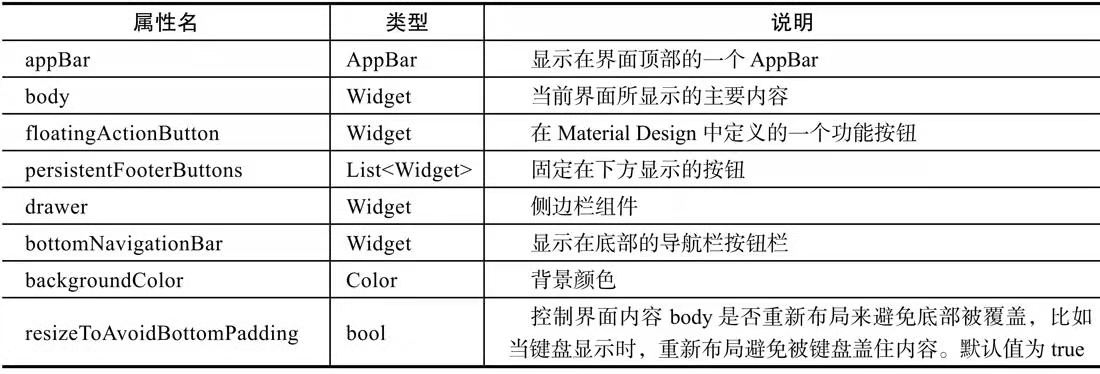 属性名 类型 说明
appBar AppBar 显示在界面顶部的一个 AppBar
body Widget 当前界面所显示的主要内容
floatingActionButton Widget 在 Material Design 中定义的一个功能按钮
persistentFooterButtons List<Widget> 固定在下方显示的按钮
drawer Widget 侧边栏组件
bottomNavigationBar Widget 显示在底部的导航栏按钮栏
backgroundColor Color 背景颜色
resizeToAvoidBottomPadding bool 控制界面内容 body 是否重新布局来避免底部被覆盖，比如
当键盘显示时，重新布局避免被键盘盖住内容。默认值为 true